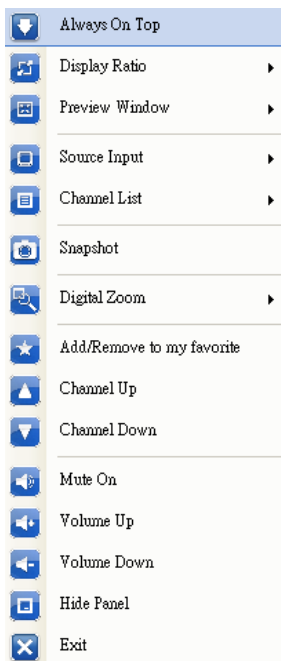 Always On Top
Display Ratio
Preview Window
Source Input
Channel List
Snapshot
Digital Zoom
Add/Remove to my favorite
Channel Up
Channel Down
Mute On
Volume Up
Volume Down
Hide Panel
Exit